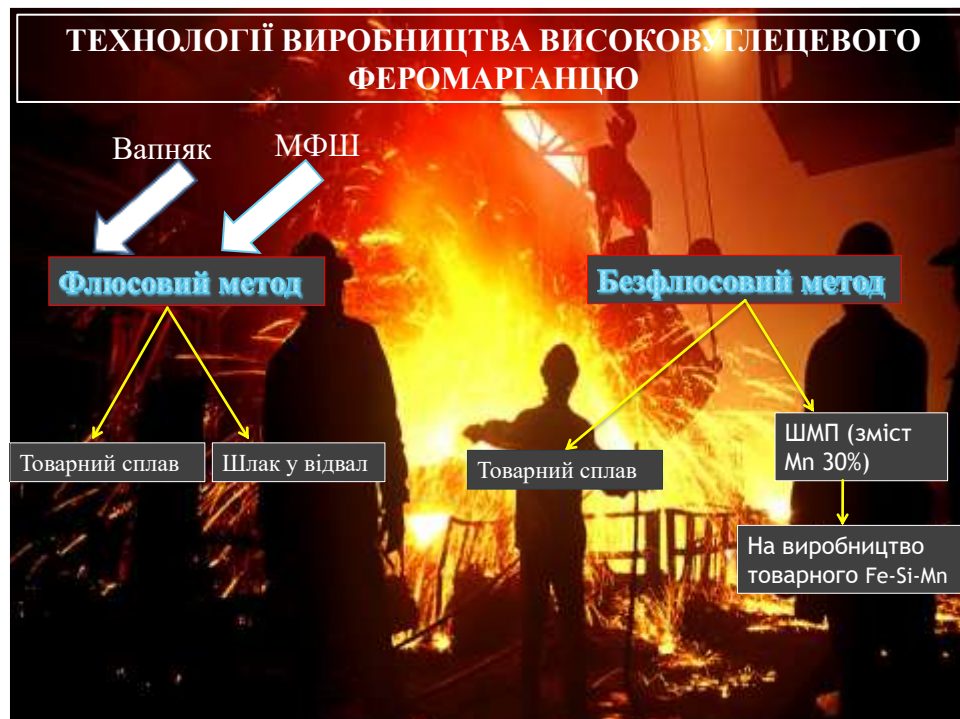 ТЕХНОЛОГІЇ ВИРОБНИЦТВА ВИСОКОВУГЛЕЦЕВОГО
ФЕРОМАРГАНЦЮ
Вапняк
МФШ
Флюсовий метод
Безфлюсовий метод
Товарний сплав
Шлак у відвал
Товарний сплав
ШМП (зміст
Mn 30%)
На виробництво
товарного Fe-Si-Mn